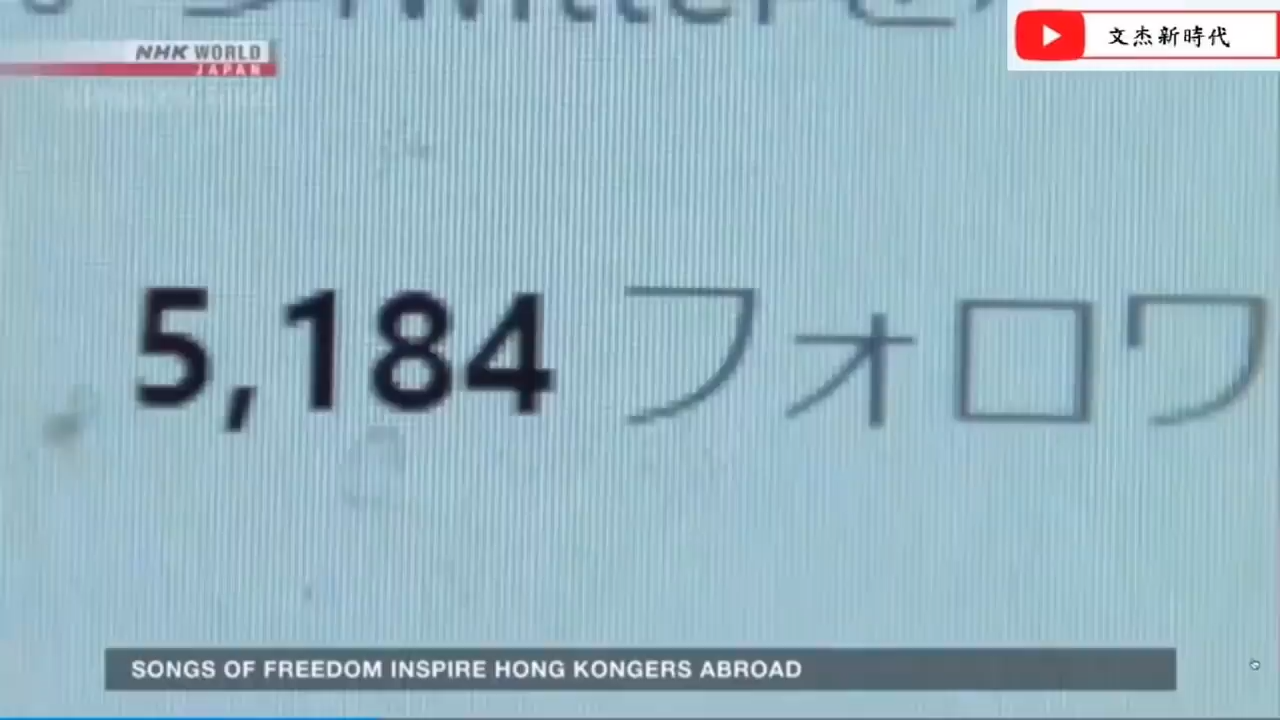 Twitter
NHK WORLD
JAPAN
文杰新時代
5,184 フォロワ
SONGS OF FREEDOM INSPIRE HONG KONGERS ABROAD